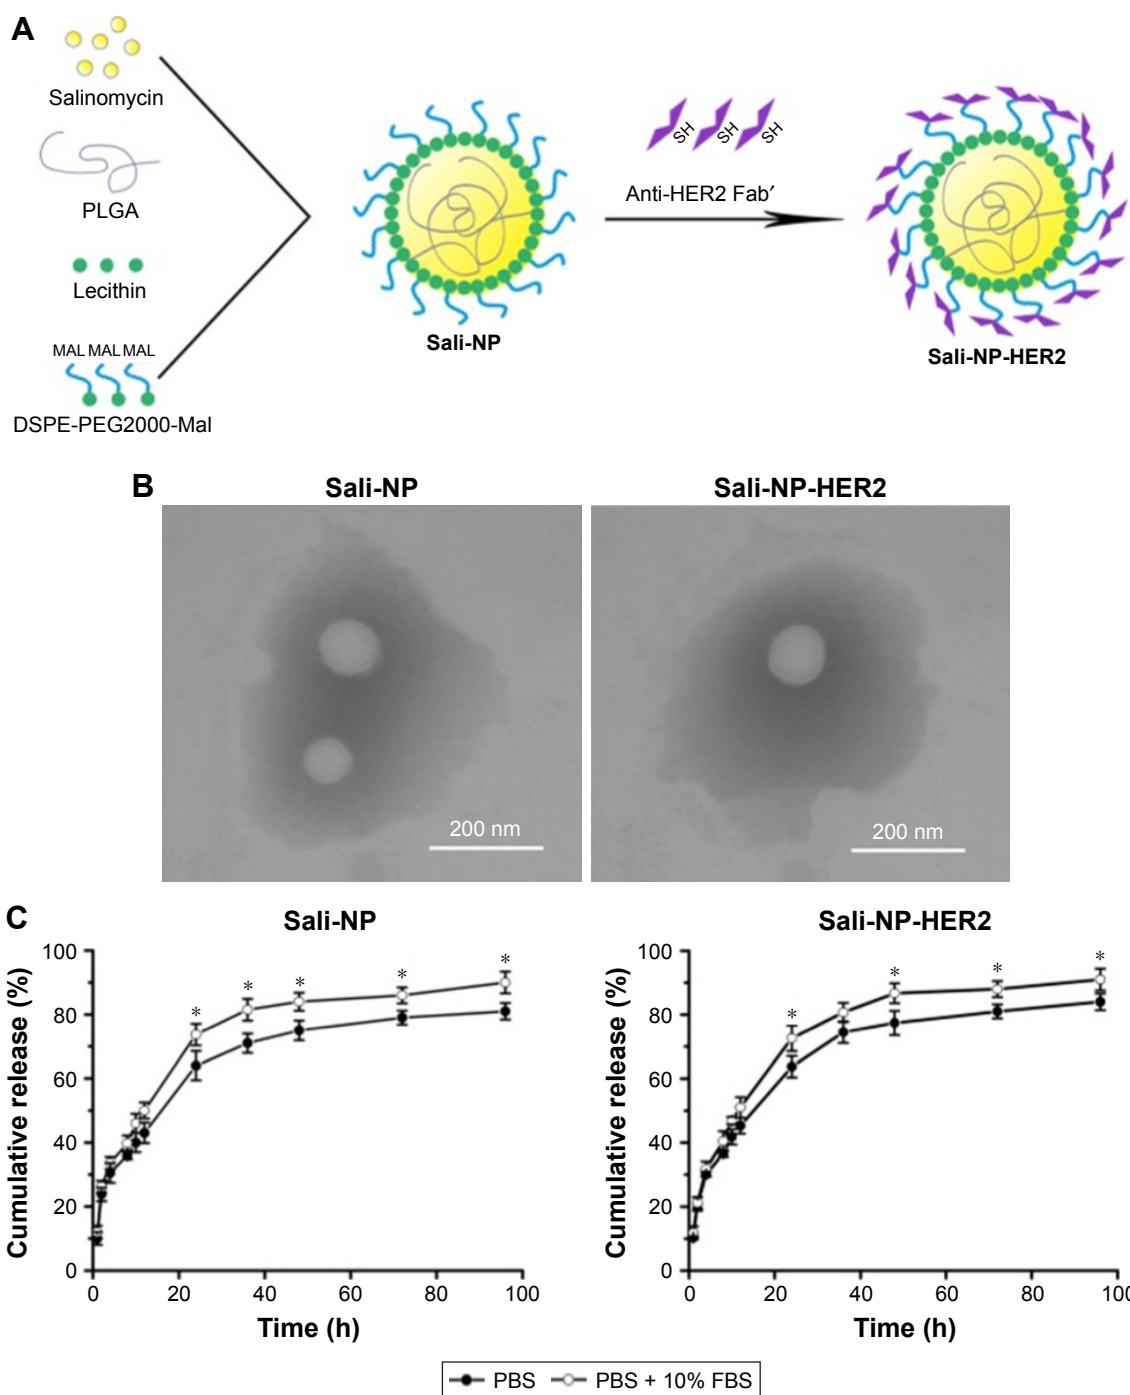 A
Salinomycin
PLGA
Lecithin
MAL MAL MAL
DSPE-PEG2000-Mal
Sali-NP
SH SH SH
Anti-HER2 Fab′
Sali-NP-HER2
B
Sali-NP
Sali-NP-HER2
200 nm
200 nm
C
Sali-NP
Cumulative release (%)
100
80
60
40
20
0
* * * * *
0 20 40 60 80 100
Time (h)
Sali-NP-HER2
Cumulative release (%)
100
80
60
40
20
0
* * * *
0 20 40 60 80 100
Time (h)
PBS PBS + 10% FBS